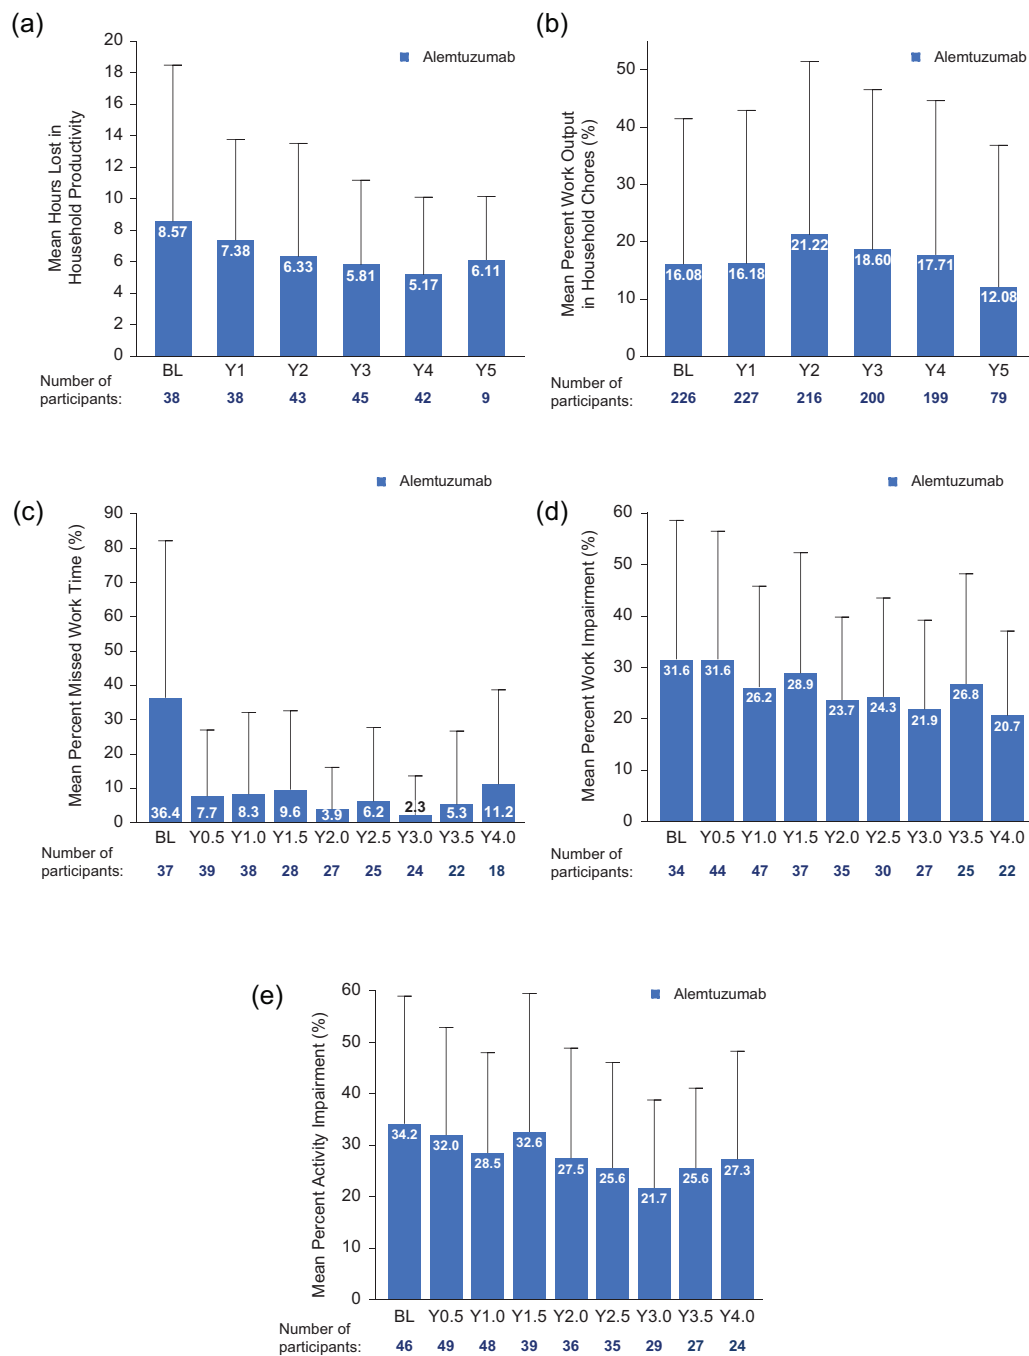 (a)
Mean Hours Lost in
Household Productivity
20
18
16
14
12
10
8
6
4
2
0
Alemtuzumab
8.57 7.38 6.33 5.81 5.17 6.11
BL Y1 Y2 Y3 Y4 Y5
Number of
participants: 38 38 43 45 42 9
(b)
Mean Percent Work Output
in Household Chores (%)
50
40
30
20
10
0
Alemtuzumab
16.08 16.18 21.22 18.60 17.71 12.08
BL Y1 Y2 Y3 Y4 Y5
Number of
participants: 226 227 216 200 199 79
(c)
Mean Percent Missed Work Time (%)
90
80
70
60
50
40
30
20
10
0
Alemtuzumab
36.4 7.7 8.3 9.6 3.9 6.2 2.3 5.3 11.2
BL Y0.5 Y1.0 Y1.5 Y2.0 Y2.5 Y3.0 Y3.5 Y4.0
Number of
participants: 37 39 38 28 27 25 24 22 18
(d)
Mean Percent Work Impairment (%)
60
50
40
30
20
10
0
Alemtuzumab
31.6 31.6 26.2 28.9 23.7 24.3 21.9 26.8 20.7
BL Y0.5 Y1.0 Y1.5 Y2.0 Y2.5 Y3.0 Y3.5 Y4.0
Number of
participants: 34 44 47 37 35 30 27 25 22
(e)
Mean Percent Activity Impairment (%)
60
50
40
30
20
10
0
Alemtuzumab
34.2 32.0 28.5 32.6 27.5 25.6 21.7 25.6 27.3
BL Y0.5 Y1.0 Y1.5 Y2.0 Y2.5 Y3.0 Y3.5 Y4.0
Number of
participants: 46 49 48 39 36 35 29 27 24